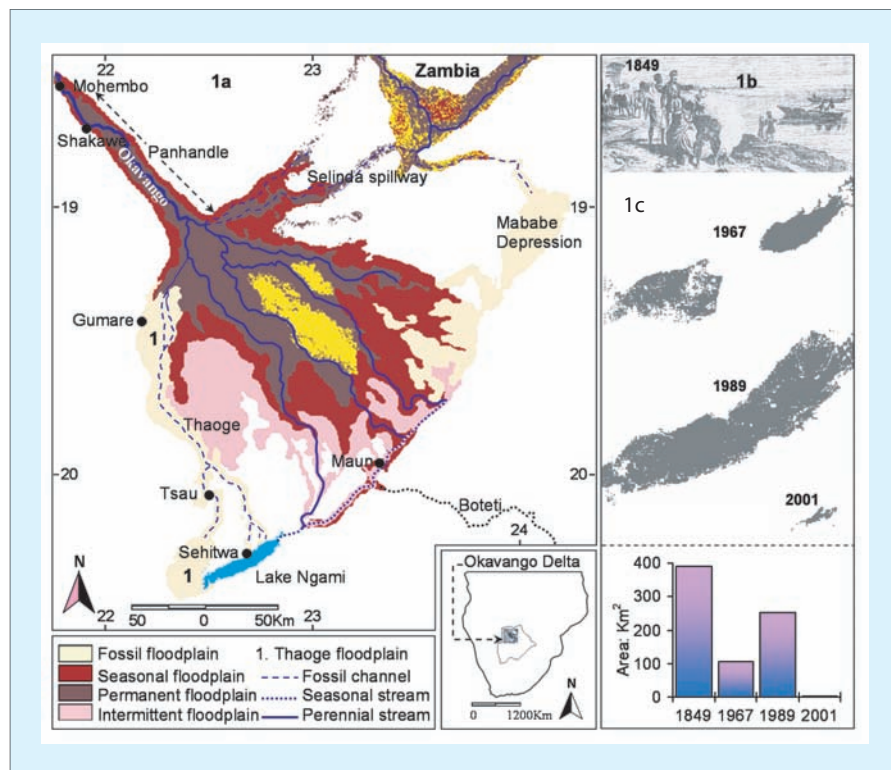 22
1a
23
Zambia
Mohembo
Shakawe
Panhandle
Okavango
Selinda spillway
19
19
Mababe
Depression
Gumare
1
Thaoge
20
20
Maun
Tsau
Boteti
24
Sehitwa
Lake Ngami
1
N
50
0
50Km
22
23
Fossil floodplain
Seasonal floodplain
Permanent floodplain
Intermittent floodplain
1. Thaoge floodplain
Fossil channel
Seasonal stream
Perennial stream
Okavango Delta
N
0
1200Km
1849
1b
1c
1967
1989
2001
Area: Km²
400
300
200
100
0
1849
1967
1989
2001